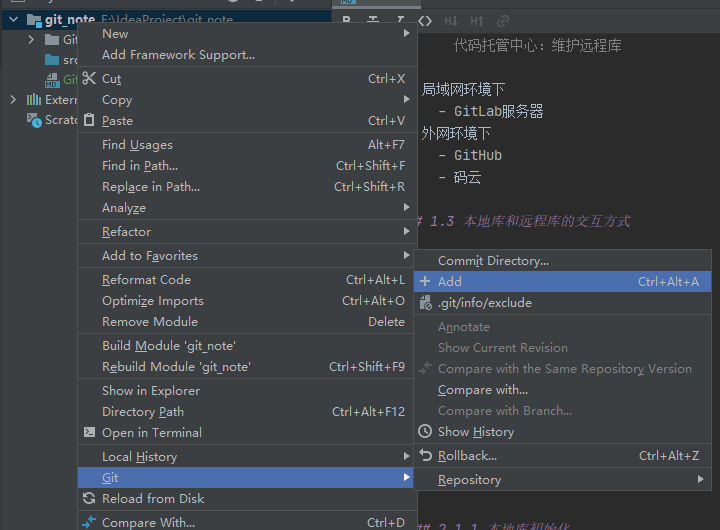 git_note E:\IdeaProject\git_note
Git
src
Git
Extern
Scratc
New
Add Framework Support...
Cut Ctrl+X
Copy
Paste Ctrl+V
Find Usages Alt+F7
Find in Path... Ctrl+Shift+F
Replace in Path... Ctrl+Shift+R
Analyze
Refactor
Add to Favorites
Reformat Code Ctrl+Alt+L
Optimize Imports Ctrl+Alt+O
Remove Module Delete
Build Module 'git_note'
Rebuild Module 'git_note' Ctrl+Shift+F9
Show in Explorer
Directory Path Ctrl+Alt+F12
Open in Terminal
Local History
Git
Reload from Disk
Compare With... Ctrl+D
B T I <> H↓ H↑
代码托管中心：维护远程库
局域网环境下
- GitLab服务器
外网环境下
- GitHub
- 码云
# 1.3 本地库和远程库的交互方式
Commit Directory...
Add Ctrl+Alt+A
.git/info/exclude
Annotate
Show Current Revision
Compare with the Same Repository Version
Compare with...
Compare with Branch...
Show History
Rollback... Ctrl+Alt+Z
Repository
## 2.1.1 本地库初始化